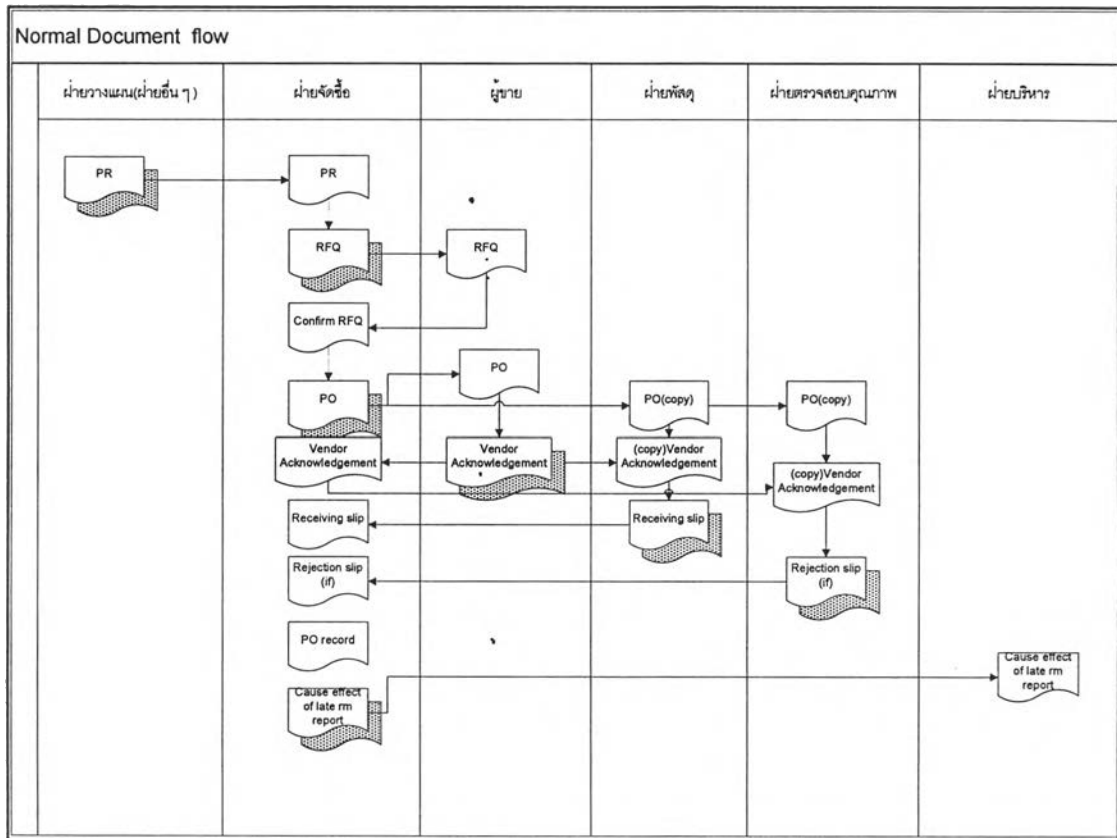 Normal Document flow
ฝ่ายวางแผน(ฝ่ายอื่น ๆ)
ฝ่ายจัดซื้อ
ผู้ขาย
ฝ่ายพัสดุ
ฝ่ายตรวจสอบคุณภาพ
ฝ่ายบริหาร
PR
PR
RFQ
RFQ
Confirm RFQ
PO
PO
PO(copy)
PO(copy)
Vendor
Acknowledgement
Vendor
Acknowledgement
(copy)Vendor
Acknowledgement
(copy)Vendor
Acknowledgement
Receiving slip
Receiving slip
Rejection slip
(if)
Rejection slip
(if)
PO record
Cause effect
of late rm
report
Cause effect
of late rm
report